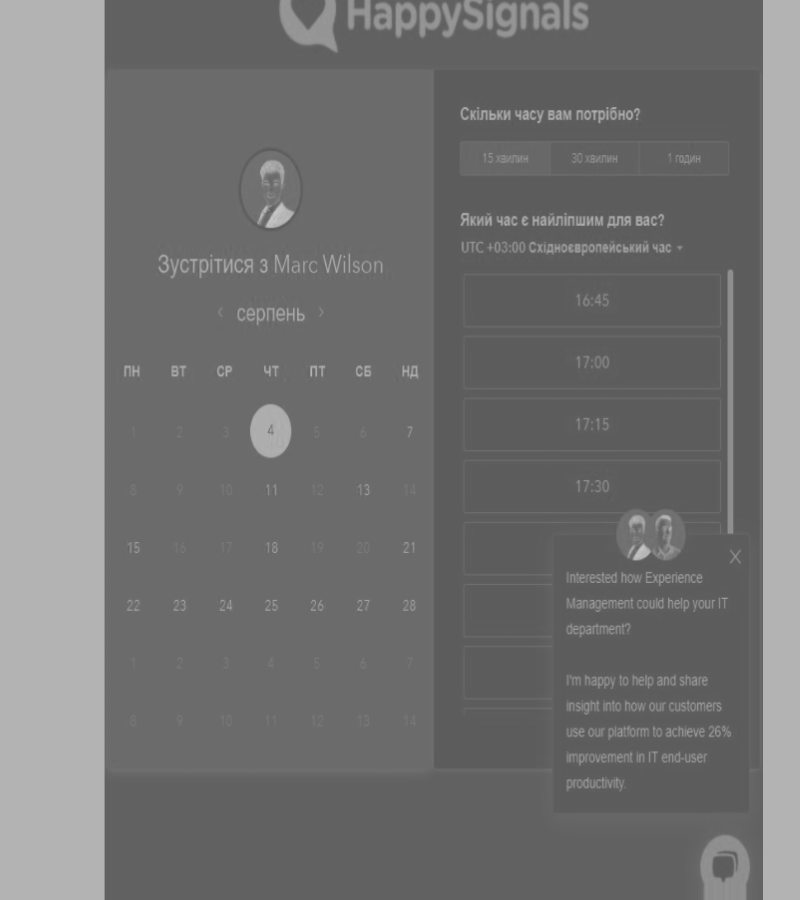 HappySignals
Зустрітися з Marc Wilson
серпень
ПН ВТ СР ЧТ ПТ СБ НД
1 2 3 4 5 6 7
8 9 10 11 12 13 14
15 16 17 18 19 20 21
22 23 24 25 26 27 28
1 2 3 4 5 6 7
8 9 10 11 12 13 14
Скільки часу вам потрібно?
15 хвилин 30 хвилин 1 годин
Який час є найліпшим для вас?
UTC +03:00 Східноєвропейський час
16:45
17:00
17:15
17:30
Interested how Experience
Management could help your IT
department?
I'm happy to help and share
insight into how our customers
use our platform to achieve 26%
improvement in IT end-user
productivity.